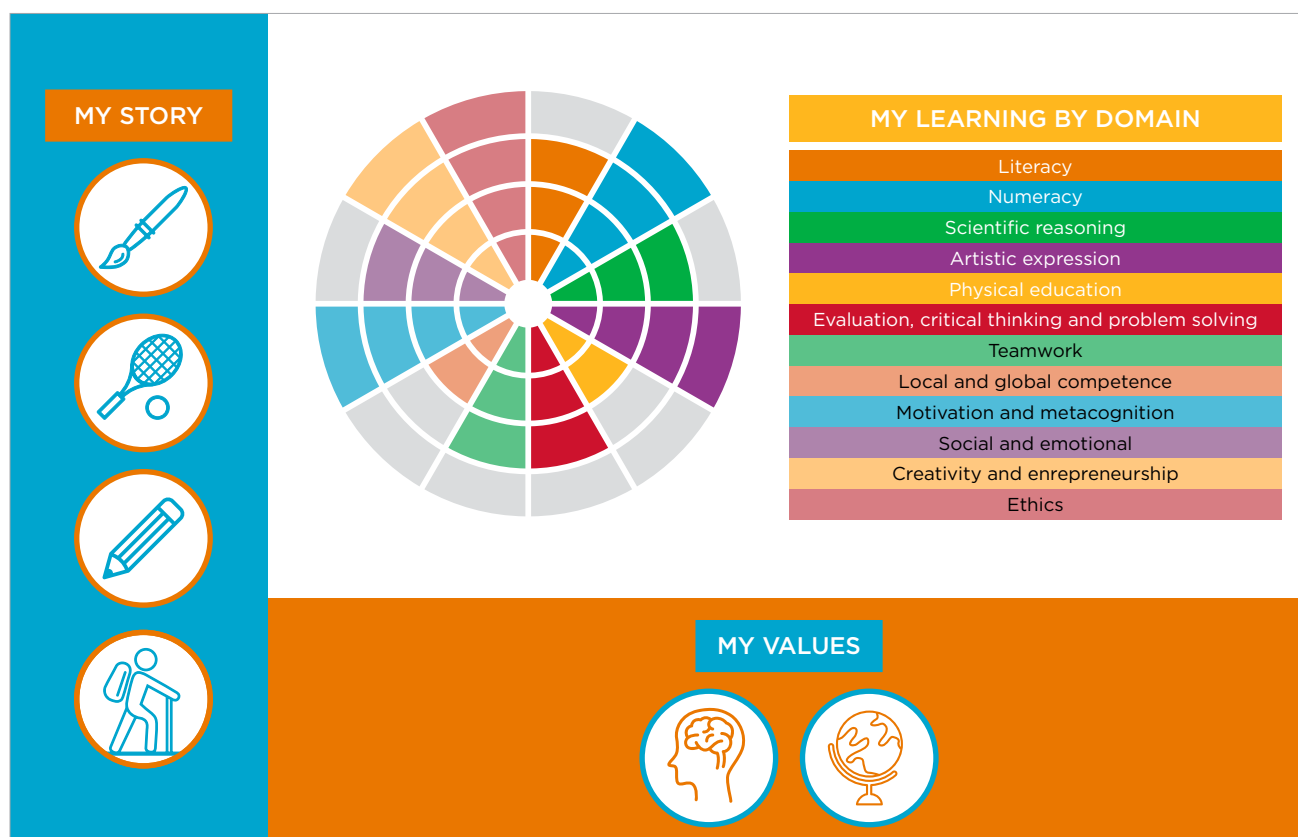 MY STORY
MY LEARNING BY DOMAIN
Literacy
Numeracy
Scientific reasoning
Artistic expression
Physical education
Evaluation, critical thinking and problem solving
Teamwork
Local and global competence
Motivation and metacognition
Social and emotional
Creativity and enrepreneurship
Ethics
MY VALUES